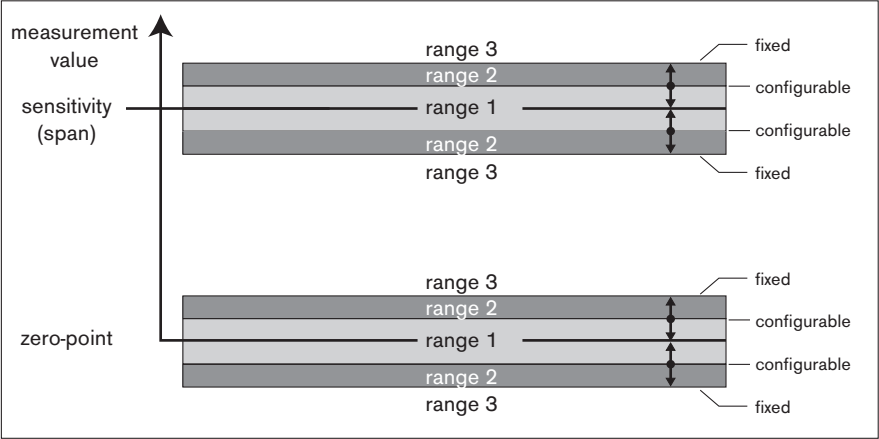 measurement
value
range 3
fixed
range 2
configurable
sensitivity
(span)
range 1
configurable
range 2
range 3
fixed
range 3
fixed
range 2
configurable
zero-point
range 1
configurable
range 2
range 3
fixed